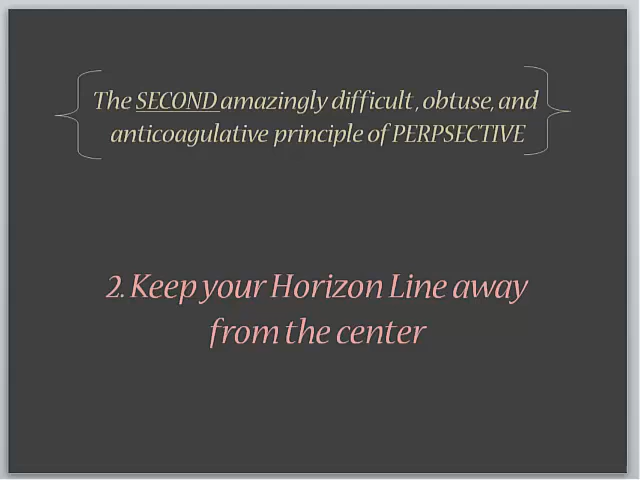 The SECOND amazingly difficult, obtuse, and
anticoagulative principle of PERPSECTIVE
2. Keep your Horizon Line away
from the center